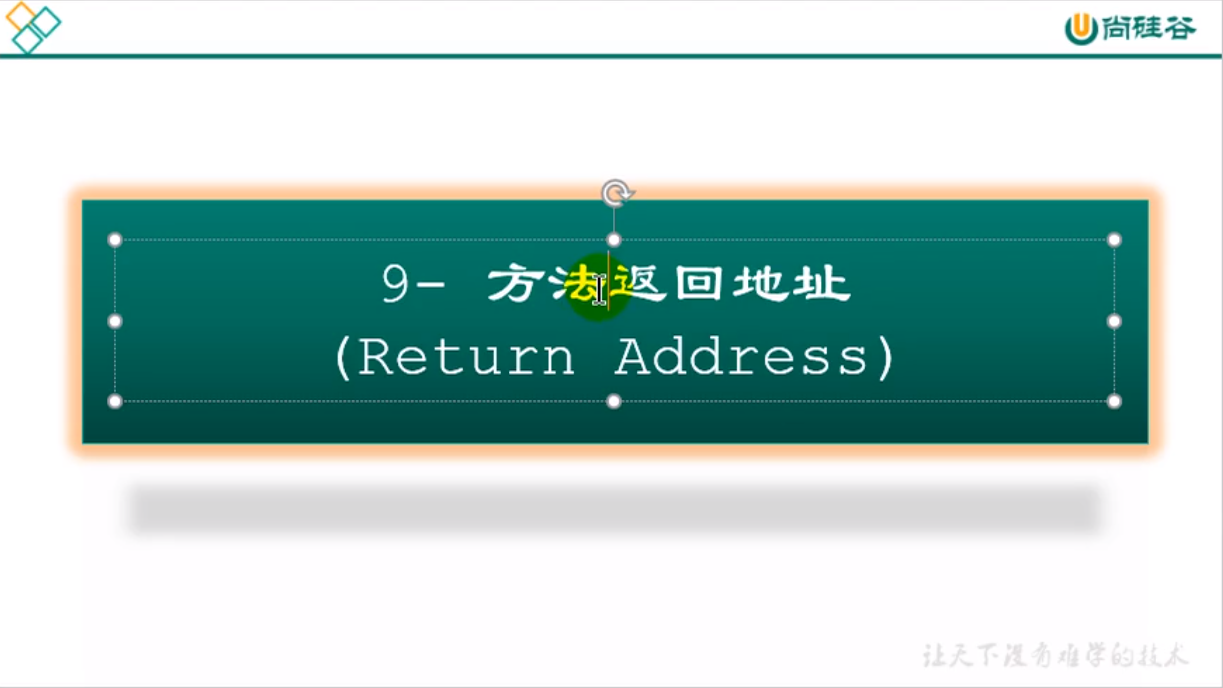 尚硅谷
9- 方法返回地址
(Return Address)
让天下没有难学的技术